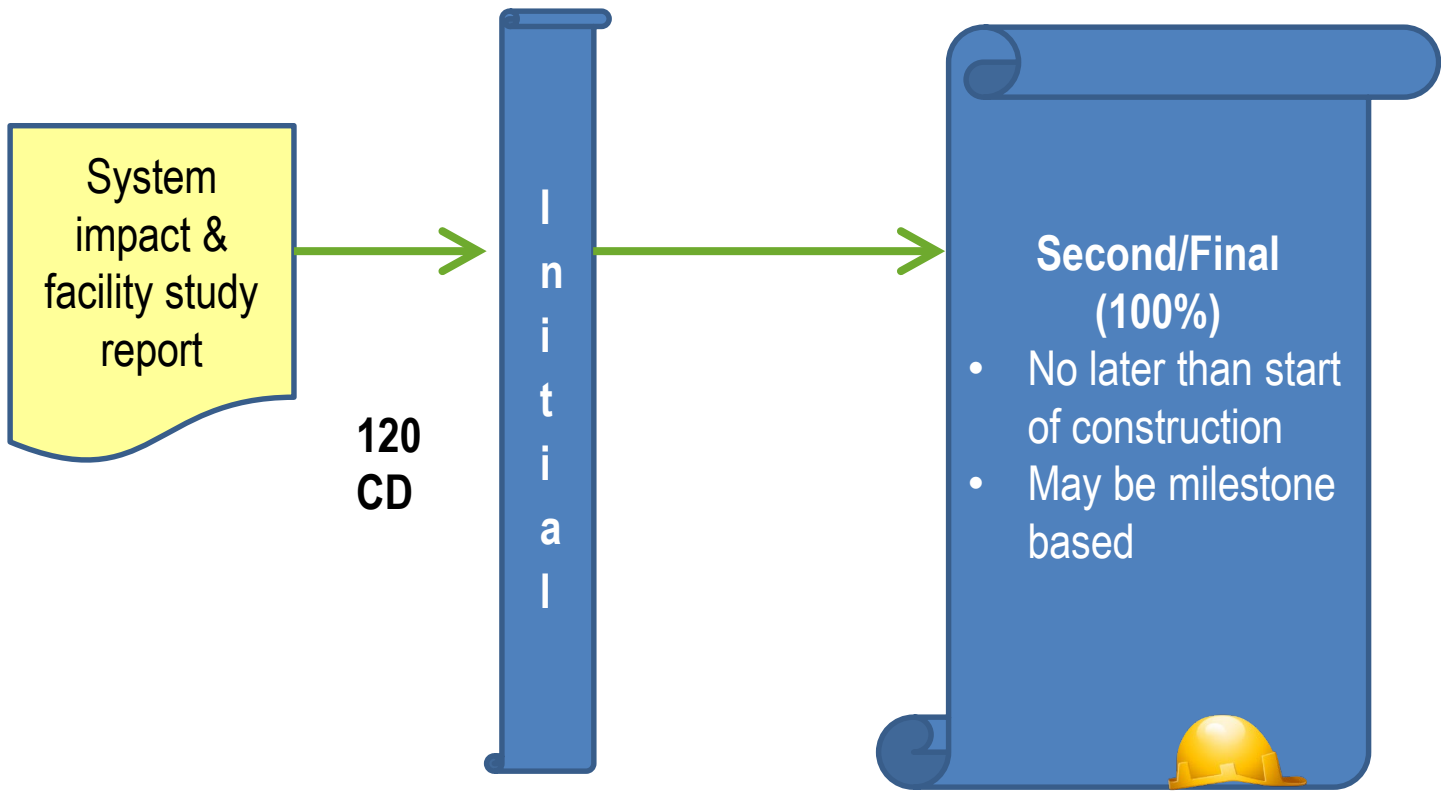 System
impact &
facility study
report
120
CD
I
n
i
t
i
a
l
Second/Final
(100%)
• No later than start
of construction
• May be milestone
based